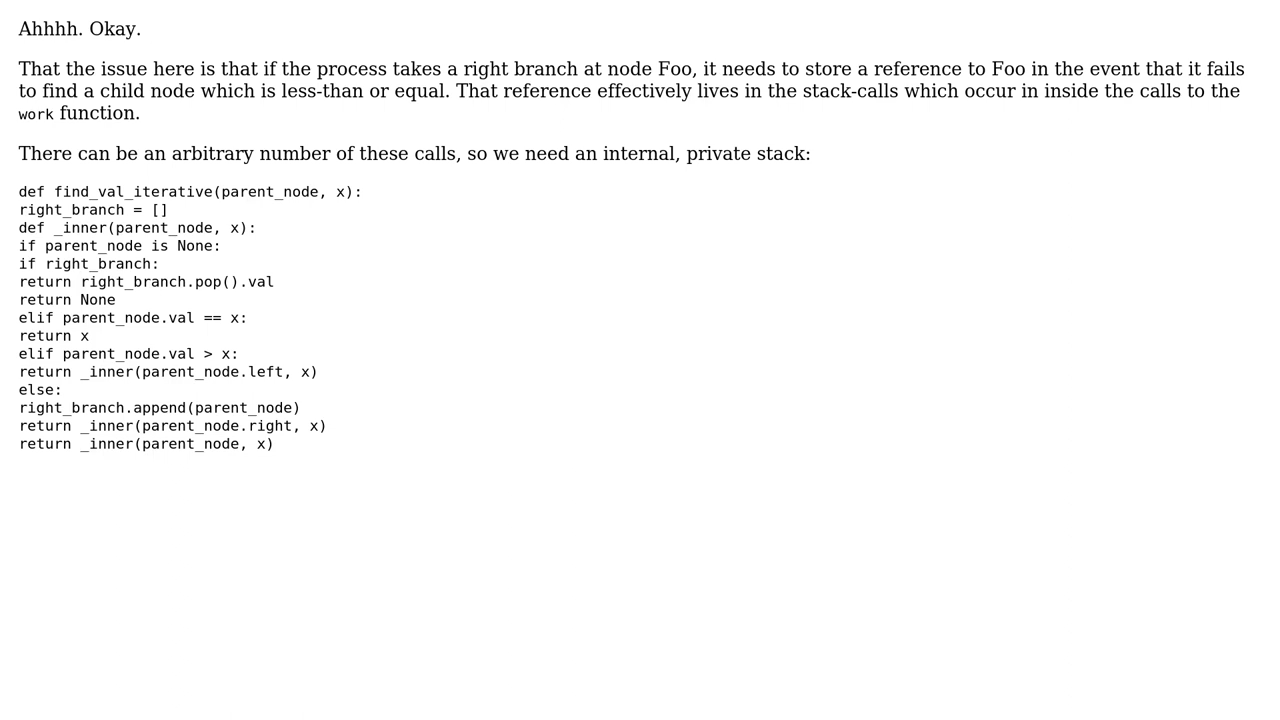 Ahhhh. Okay.
That the issue here is that if the process takes a right branch at node Foo, it needs to store a reference to Foo in the event that it fails
to find a child node which is less-than or equal. That reference effectively lives in the stack-calls which occur in inside the calls to the
work function.
There can be an arbitrary number of these calls, so we need an internal, private stack:
def find_val_iterative(parent_node, x):
right_branch = []
def _inner(parent_node, x):
if parent_node is None:
if right_branch:
return right_branch.pop().val
return None
elif parent_node.val == x:
return x
elif parent_node.val > x:
return _inner(parent_node.left, x)
else:
right_branch.append(parent_node)
return _inner(parent_node.right, x)
return _inner(parent_node, x)